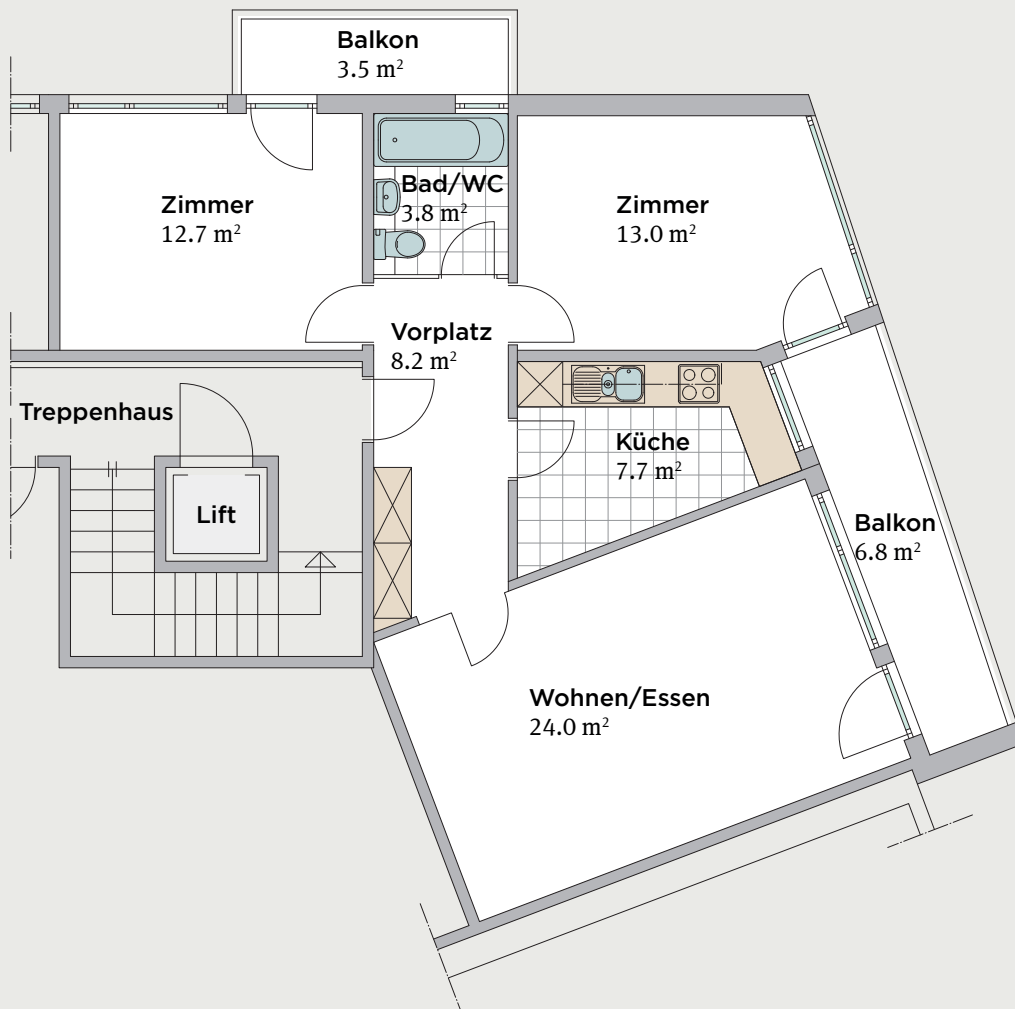 Balkon
3.5 m²
Bad/WC
3.8 m²
Zimmer
12.7 m²
Zimmer
13.0 m²
Vorplatz
8.2 m²
Treppenhaus
Küche
7.7 m²
Lift
Balkon
6.8 m²
Wohnen/Essen
24.0 m²